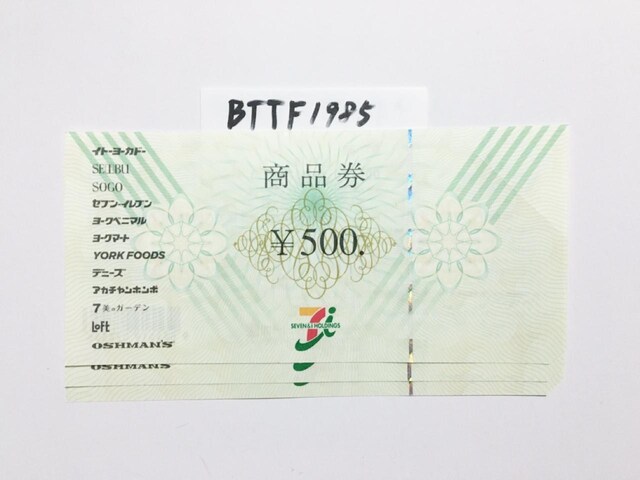 BTTF1985
イトーヨーカドー
SEIBU
SOGO
セブン-イレブン
ヨークベニマル
ヨークマート
YORK FOODS
デニーズ
アカチャンホンポ
7美のガーデン
LoFt
OSHMAN'S
OSHMAN'S
商品券
¥500.
7i
SEVEN & i HOLDINGS